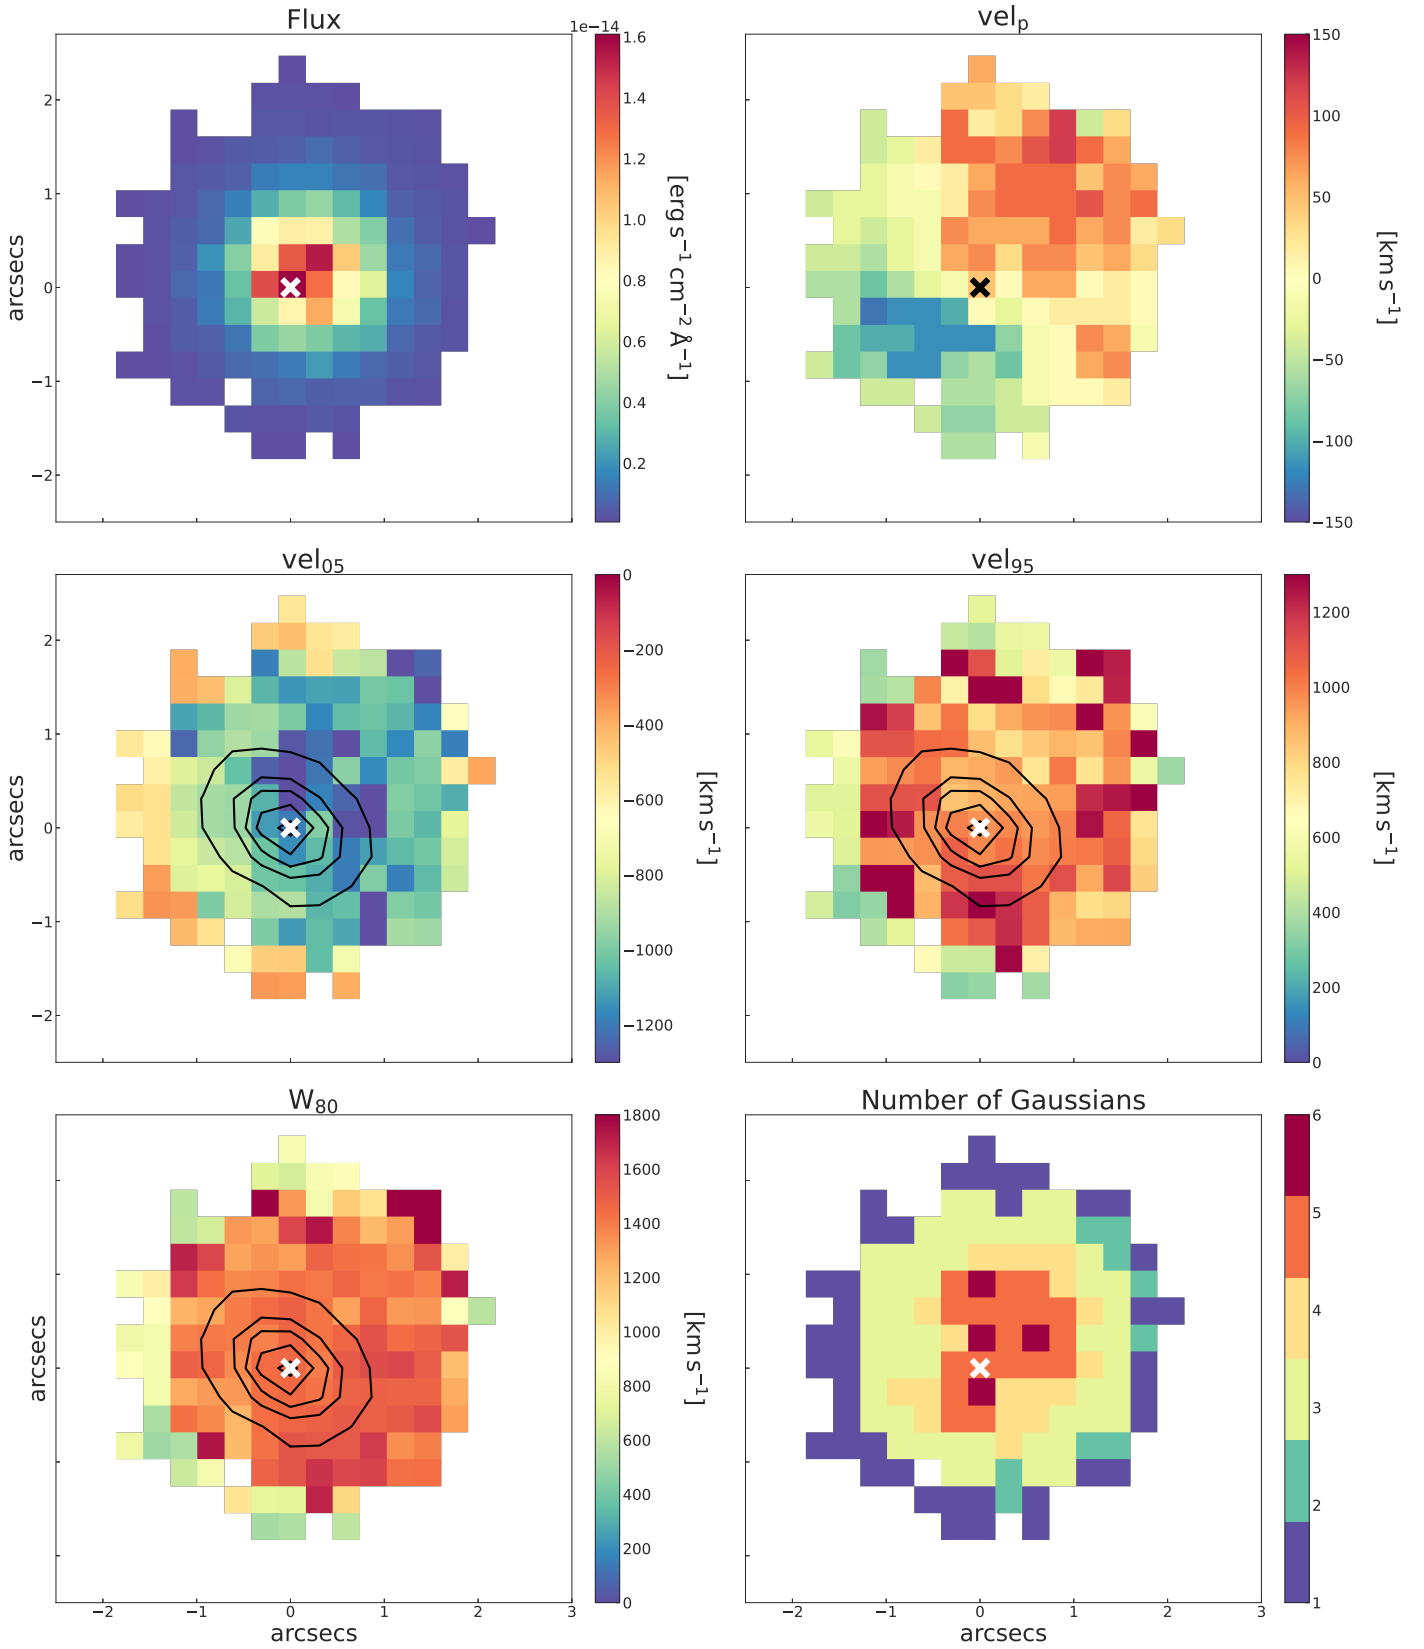 Flux
1e−14
vel_p
2
1
0
−1
−2
arcsecs
1.6
1.4
1.2
1.0
0.8
0.6
0.4
0.2
[erg s⁻¹ cm⁻² Å⁻¹]
150
100
50
0
−50
−100
−150
[km s⁻¹]
vel₀₅
vel₉₅
2
1
0
−1
−2
arcsecs
0
−200
−400
−600
−800
−1000
−1200
[km s⁻¹]
1200
1000
800
600
400
200
0
[km s⁻¹]
W₈₀
Number of Gaussians
arcsecs
1800
1600
1400
1200
1000
800
600
400
200
0
[km s⁻¹]
6
5
4
3
2
1
−2 −1 0 1 2 3
arcsecs
−2 −1 0 1 2 3
arcsecs